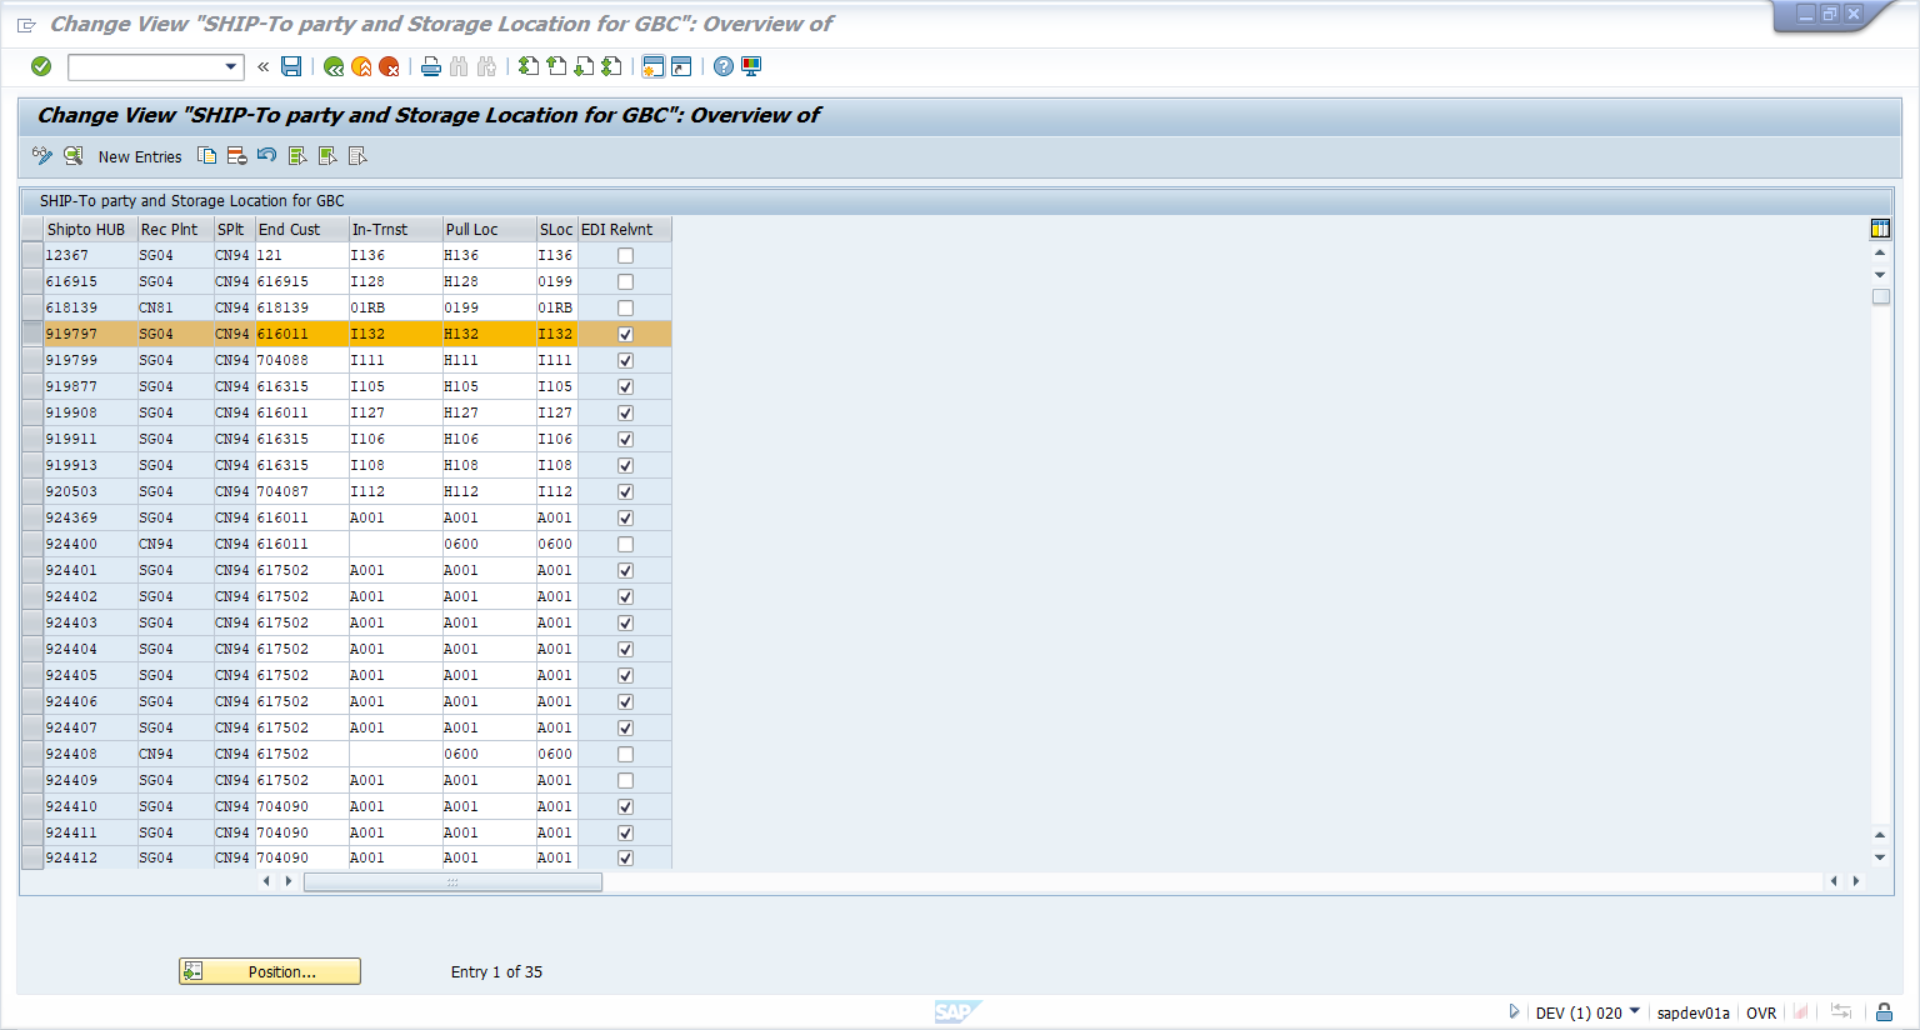 Change View "SHIP-To party and Storage Location for GBC": Overview of
Change View "SHIP-To party and Storage Location for GBC": Overview of
New Entries
SHIP-To party and Storage Location for GBC
Shipto HUB Rec Plnt SPlt End Cust In-Trnst Pull Loc SLoc EDI Relvnt
12367 SG04 CN94 121 I136 H136 I136
616915 SG04 CN94 616915 I128 H128 0199
618139 CN81 CN94 618139 01RB 0199 01RB
919797 SG04 CN94 616011 I132 H132 I132
919799 SG04 CN94 704088 I111 H111 I111
919877 SG04 CN94 616315 I105 H105 I105
919908 SG04 CN94 616011 I127 H127 I127
919911 SG04 CN94 616315 I106 H106 I106
919913 SG04 CN94 616315 I108 H108 I108
920503 SG04 CN94 704087 I112 H112 I112
924369 SG04 CN94 616011 A001 A001 A001
924400 CN94 CN94 616011 0600 0600
924401 SG04 CN94 617502 A001 A001 A001
924402 SG04 CN94 617502 A001 A001 A001
924403 SG04 CN94 617502 A001 A001 A001
924404 SG04 CN94 617502 A001 A001 A001
924405 SG04 CN94 617502 A001 A001 A001
924406 SG04 CN94 617502 A001 A001 A001
924407 SG04 CN94 617502 A001 A001 A001
924408 CN94 CN94 617502 0600 0600
924409 SG04 CN94 617502 A001 A001 A001
924410 SG04 CN94 704090 A001 A001 A001
924411 SG04 CN94 704090 A001 A001 A001
924412 SG04 CN94 704090 A001 A001 A001
Position... Entry 1 of 35
SAP DEV (1) 020 sapdev01a OVR